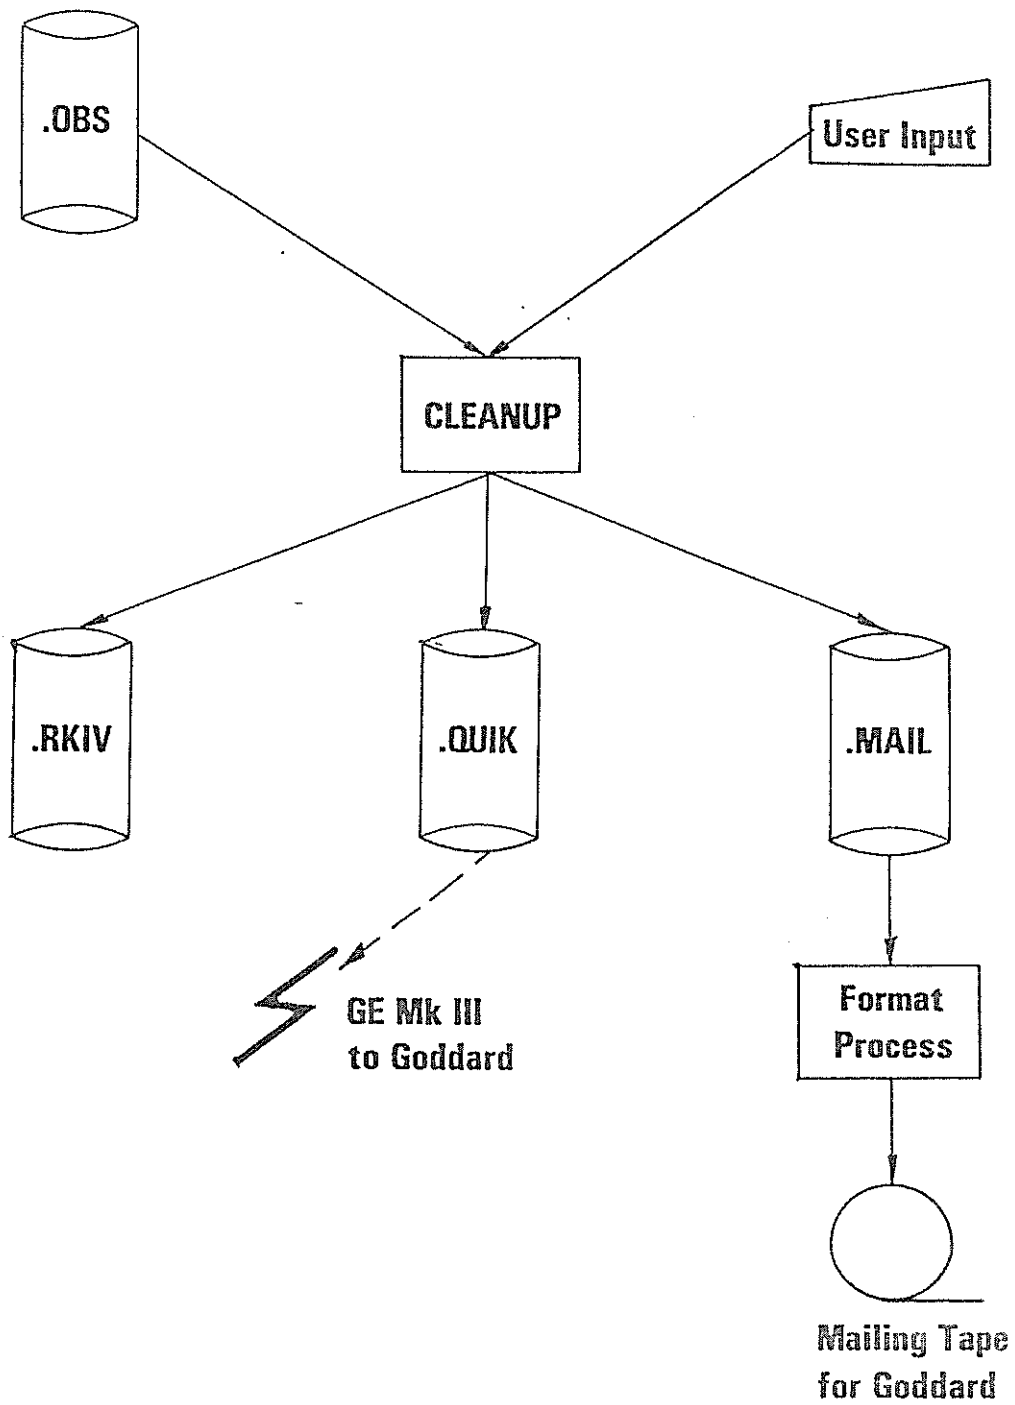 .OBS
User Input
CLEANUP
.RKIV
.QUIK
.MAIL
GE Mk III
to Goddard
Format
Process
Mailing Tape
for Goddard